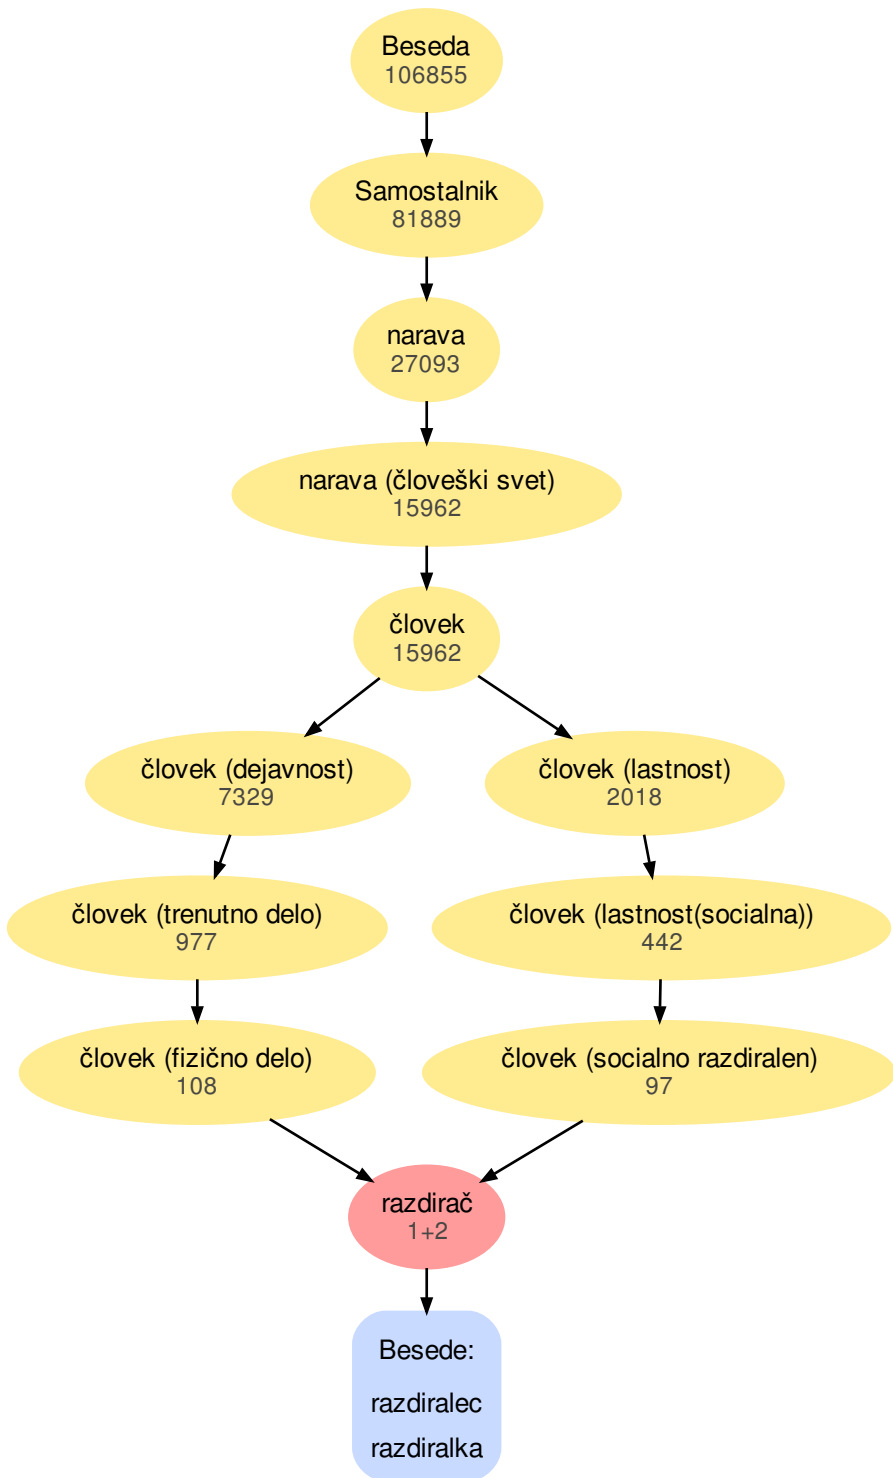 Beseda
106855
Samostalnik
81889
narava
27093
narava (človeški svet)
15962
človek
15962
človek (dejavnost)
7329
človek (lastnost)
2018
človek (trenutno delo)
977
človek (lastnost(socialna))
442
človek (fizično delo)
108
človek (socialno razdiralen)
97
razdirač
1+2
Besede:
razdiralec
razdiralka